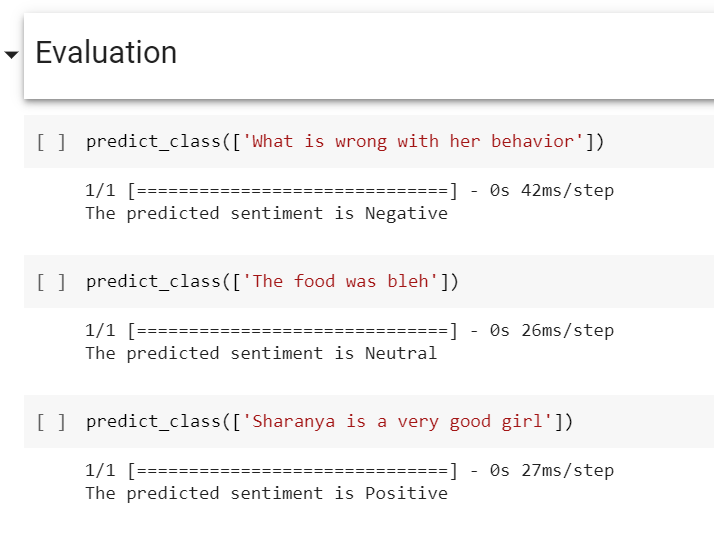 Evaluation
[ ] predict_class(['What is wrong with her behavior'])
1/1 [==============================] - 0s 42ms/step
The predicted sentiment is Negative
[ ] predict_class(['The food was bleh'])
1/1 [==============================] - 0s 26ms/step
The predicted sentiment is Neutral
[ ] predict_class(['Sharanya is a very good girl'])
1/1 [==============================] - 0s 27ms/step
The predicted sentiment is Positive